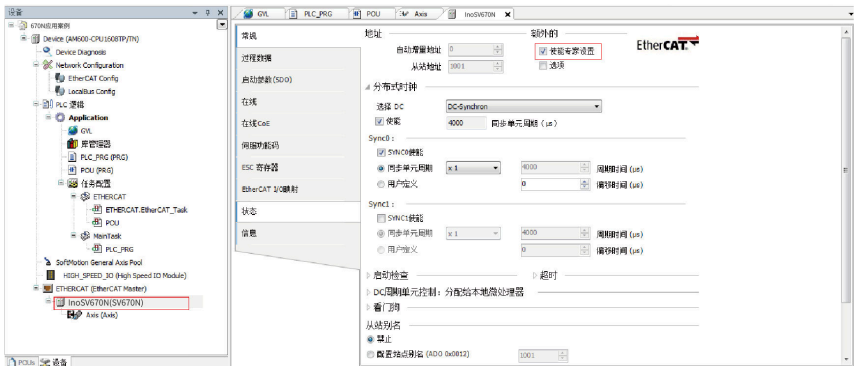 设备
670N应用案例
Device (AM600-CPU1608TP/TN)
Device Diagnosis
Network Configuration
EtherCAT Config
LocalBus Config
PLC 逻辑
Application
GVL
库管理器
PLC_PRG (PRG)
POU (PRG)
任务配置
ETHERCAT
ETHERCAT.EtherCAT_Task
POU
MainTask
PLC_PRG
SoftMotion General Axis Pool
HIGH_SPEED_IO (High Speed IO Module)
ETHERCAT (EtherCAT Master)
InoSV670N(SV670N)
Axis (Axis)
POUs 设备
GVL PLC_PRG POU Axis InoSV670N
常规
过程数据
启动参数(SDO)
在线
在线CoE
伺服功能码
ESC 寄存器
EtherCAT I/O映射
状态
信息
地址 额外的
自动增量地址 0 使能专家设置
从站地址 1001 选项
EtherCAT
分布式时钟
选择 DC DC-Synchron
使能 4000 同步单元周期 (μs)
Sync0:
SYNC0使能
同步单元周期 x 1 4000 周期时间 (μs)
用户定义 0 偏移时间 (μs)
Sync1:
SYNC1使能
同步单元周期 x 1 4000 周期时间 (μs)
用户定义 0 偏移时间 (μs)
启动检查 超时
DC周期单元控制: 分配给本地微处理器
看门狗
从站别名
禁止
配置站点别名 (ADO 0x0012) 1001